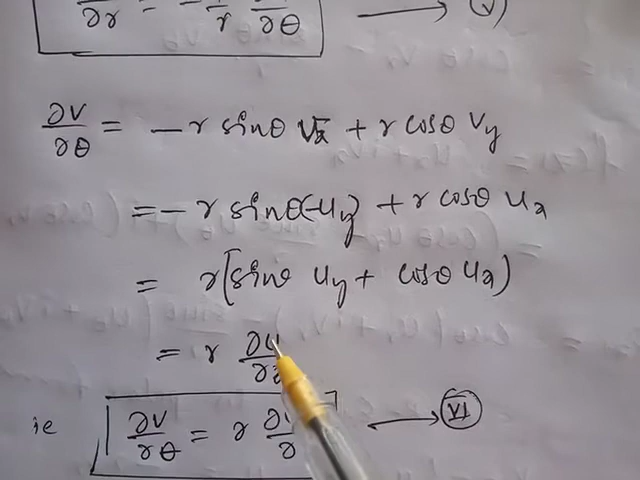 ∂v/∂r = - 1/r ∂/∂θ → (V)
∂v/∂θ = - r sinθ Vx + r cosθ Vy
= - r sinθ(-uy) + r cosθ ux
= r[sinθ uy + cosθ ux)
= r ∂u/∂
ie ∂v/∂θ = r ∂/∂ → (VI)